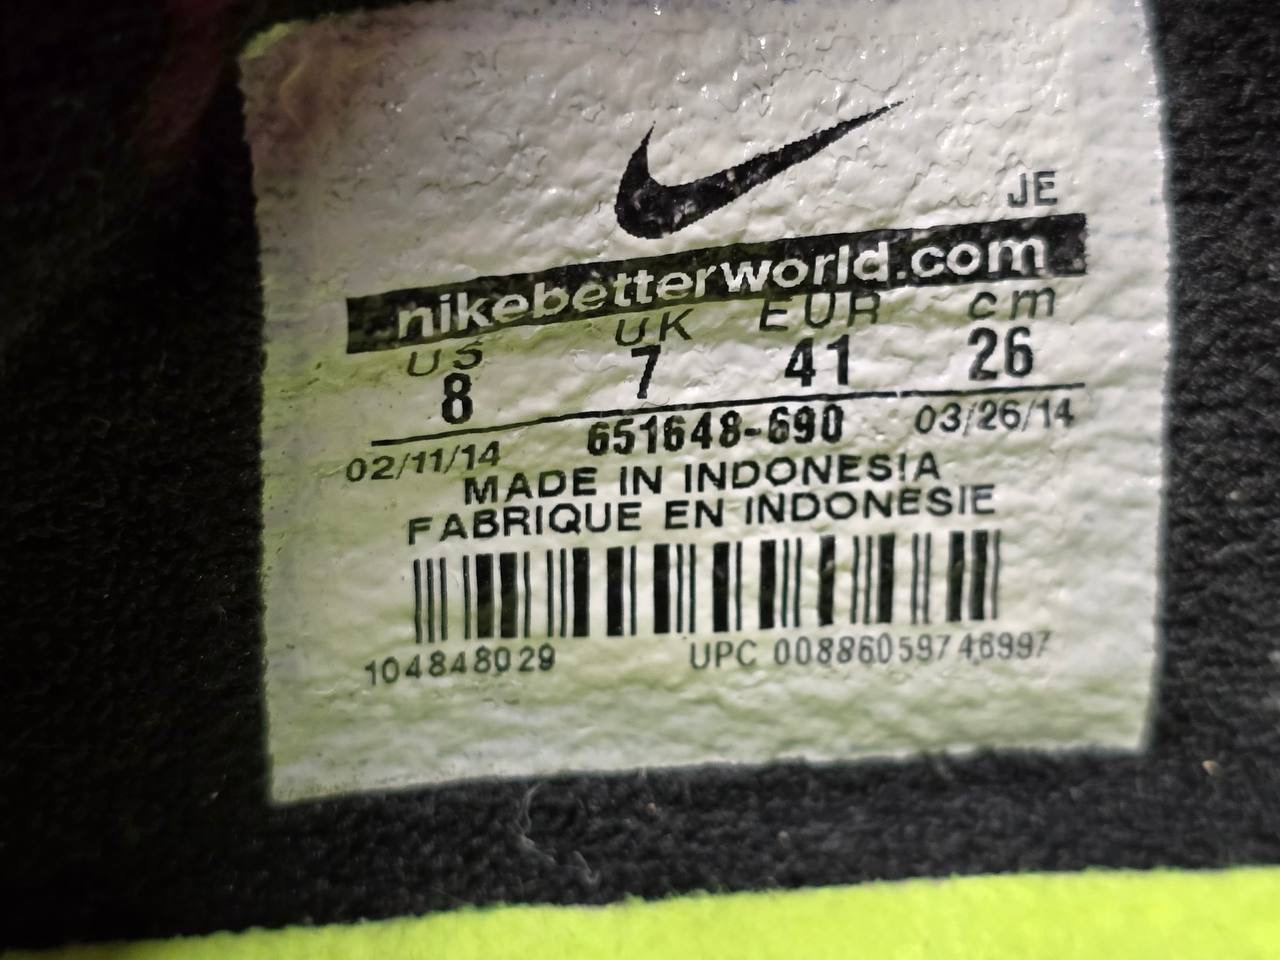 JE
nikebetterworld.com
US UK EUR cm
8 7 41 26
02/11/14 651648-690 03/26/14
MADE IN INDONESIA
FABRIQUE EN INDONESIE
104848029 UPC 00886059746997